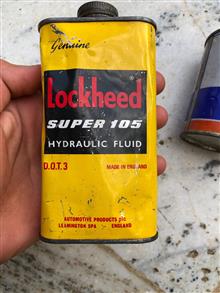 Genuine
Lockheed
SUPER 105
HYDRAULIC FLUID
D.O.T. 3 MADE IN ENGLAND
AUTOMOTIVE PRODUCTS PLC
LEAMINGTON SPA ENGLAND